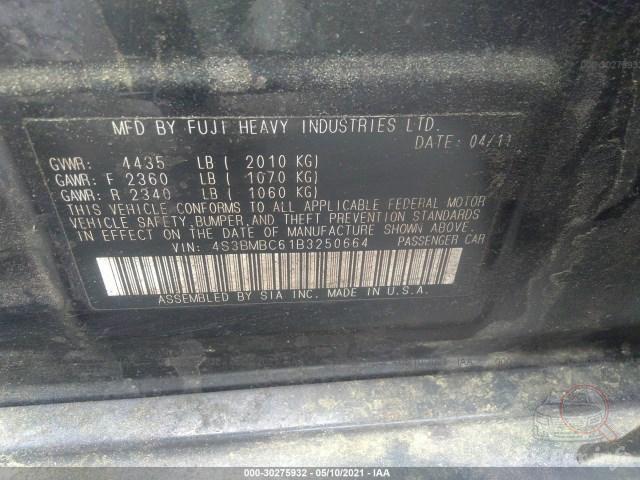 MFD BY FUJI HEAVY INDUSTRIES LTD.
DATE: 04/11
GVWR: 4435 LB ( 2010 KG)
GAWR: F 2360 LB ( 1070 KG)
GAWR: R 2340 LB ( 1060 KG)
THIS VEHICLE CONFORMS TO ALL APPLICABLE FEDERAL MOTOR
VEHICLE SAFETY, BUMPER, AND THEFT PREVENTION STANDARDS
IN EFFECT ON THE DATE OF MANUFACTURE SHOWN ABOVE.
VIN: 4S3BMBC61B3250664 PASSENGER CAR
ASSEMBLED BY SIA INC. MADE IN U.S.A.
000-30275932 - 05/10/2021 - IAA